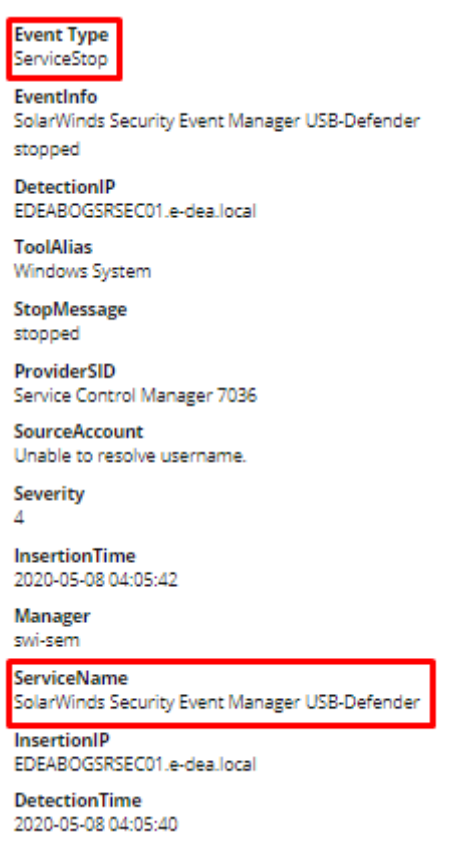 Event Type
ServiceStop
EventInfo
SolarWinds Security Event Manager USB-Defender
stopped
DetectionIP
EDEABOGSRSEC01.e-dea.local
ToolAlias
Windows System
StopMessage
stopped
ProviderSID
Service Control Manager 7036
SourceAccount
Unable to resolve username.
Severity
4
InsertionTime
2020-05-08 04:05:42
Manager
swi-sem
ServiceName
SolarWinds Security Event Manager USB-Defender
InsertionIP
EDEABOGSRSEC01.e-dea.local
DetectionTime
2020-05-08 04:05:40